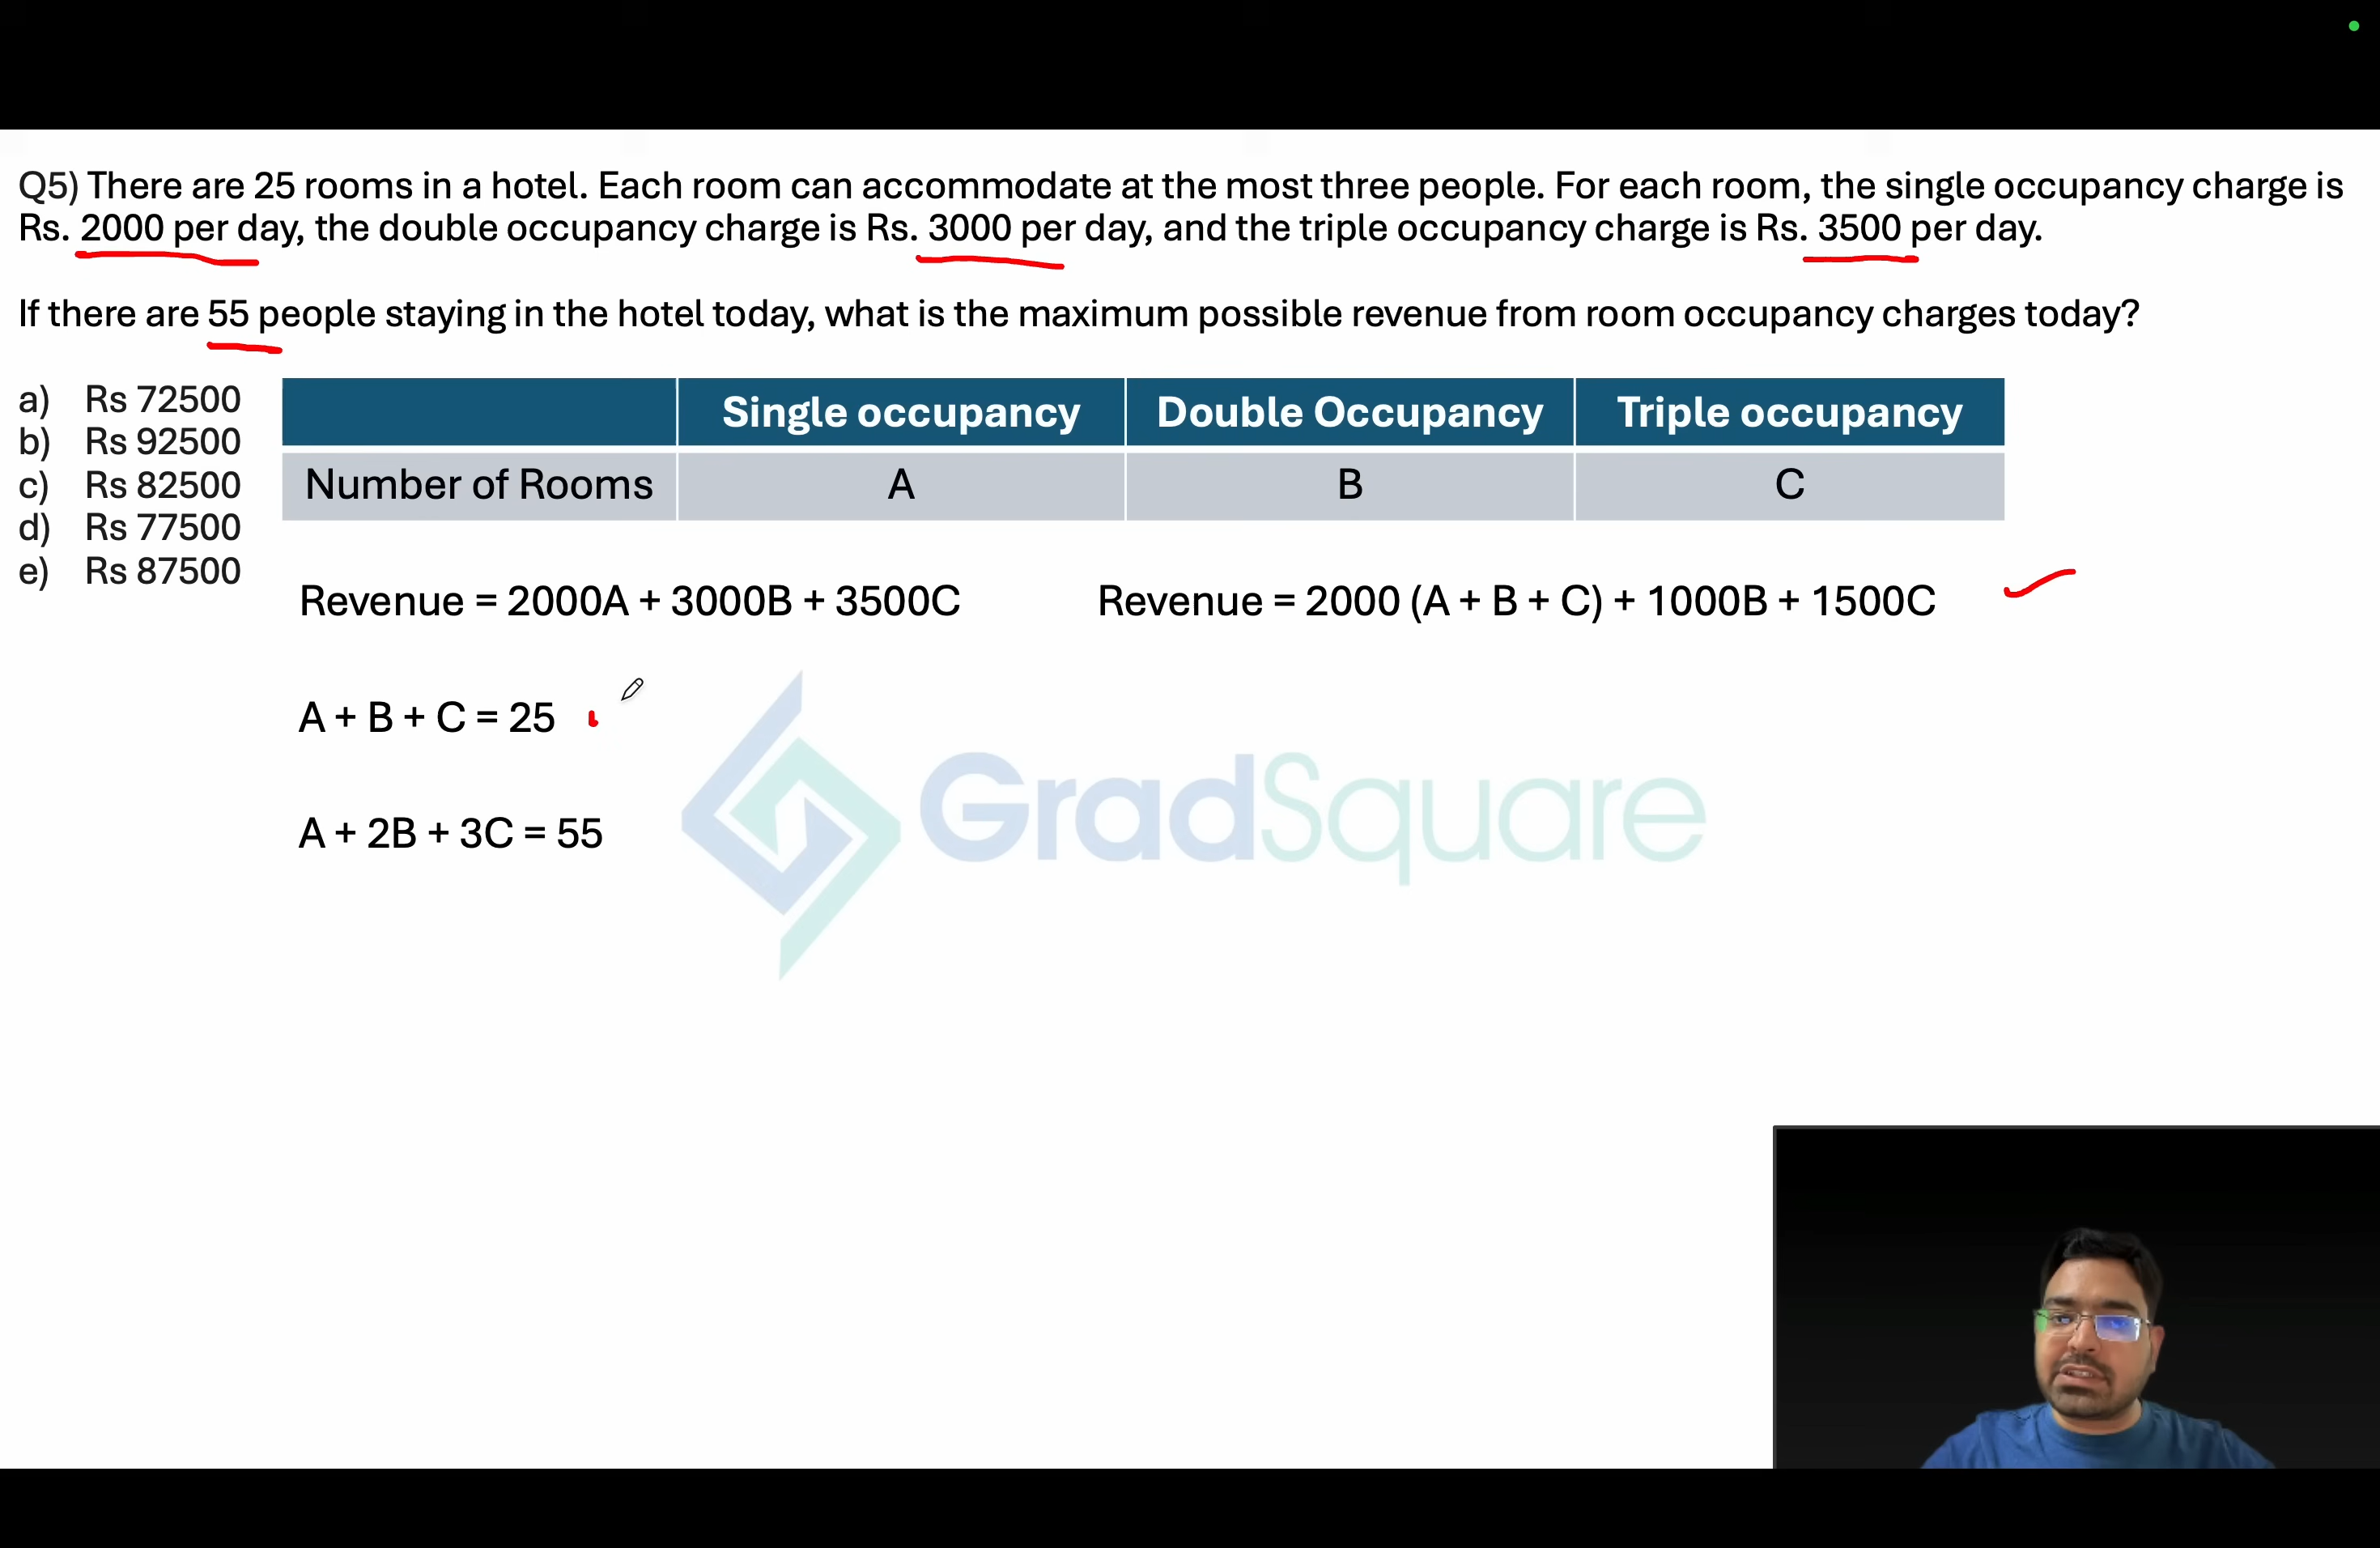 Q5) There are 25 rooms in a hotel. Each room can accommodate at the most three people. For each room, the single occupancy charge is
Rs. 2000 per day, the double occupancy charge is Rs. 3000 per day, and the triple occupancy charge is Rs. 3500 per day.
If there are 55 people staying in the hotel today, what is the maximum possible revenue from room occupancy charges today?
a) Rs 72500
b) Rs 92500
c) Rs 82500
d) Rs 77500
e) Rs 87500
Single occupancy Double Occupancy Triple occupancy
Number of Rooms A B C
Revenue = 2000A + 3000B + 3500C
Revenue = 2000 (A + B + C) + 1000B + 1500C
A + B + C = 25
A + 2B + 3C = 55
GradSquare